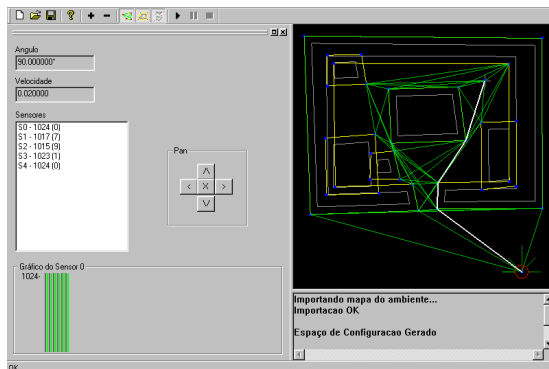 Angulo
90.000000°
Velocidade
0.020000
Sensores
S0 - 1024 (0)
S1 - 1017 (7)
S2 - 1015 (9)
S3 - 1023 (1)
S4 - 1024 (0)
Pan
/\
< X >
\/
Gráfico do Sensor 0
1024-
Importando mapa do ambiente...
Importacao OK
Espaço de Configuracao Gerado
OK